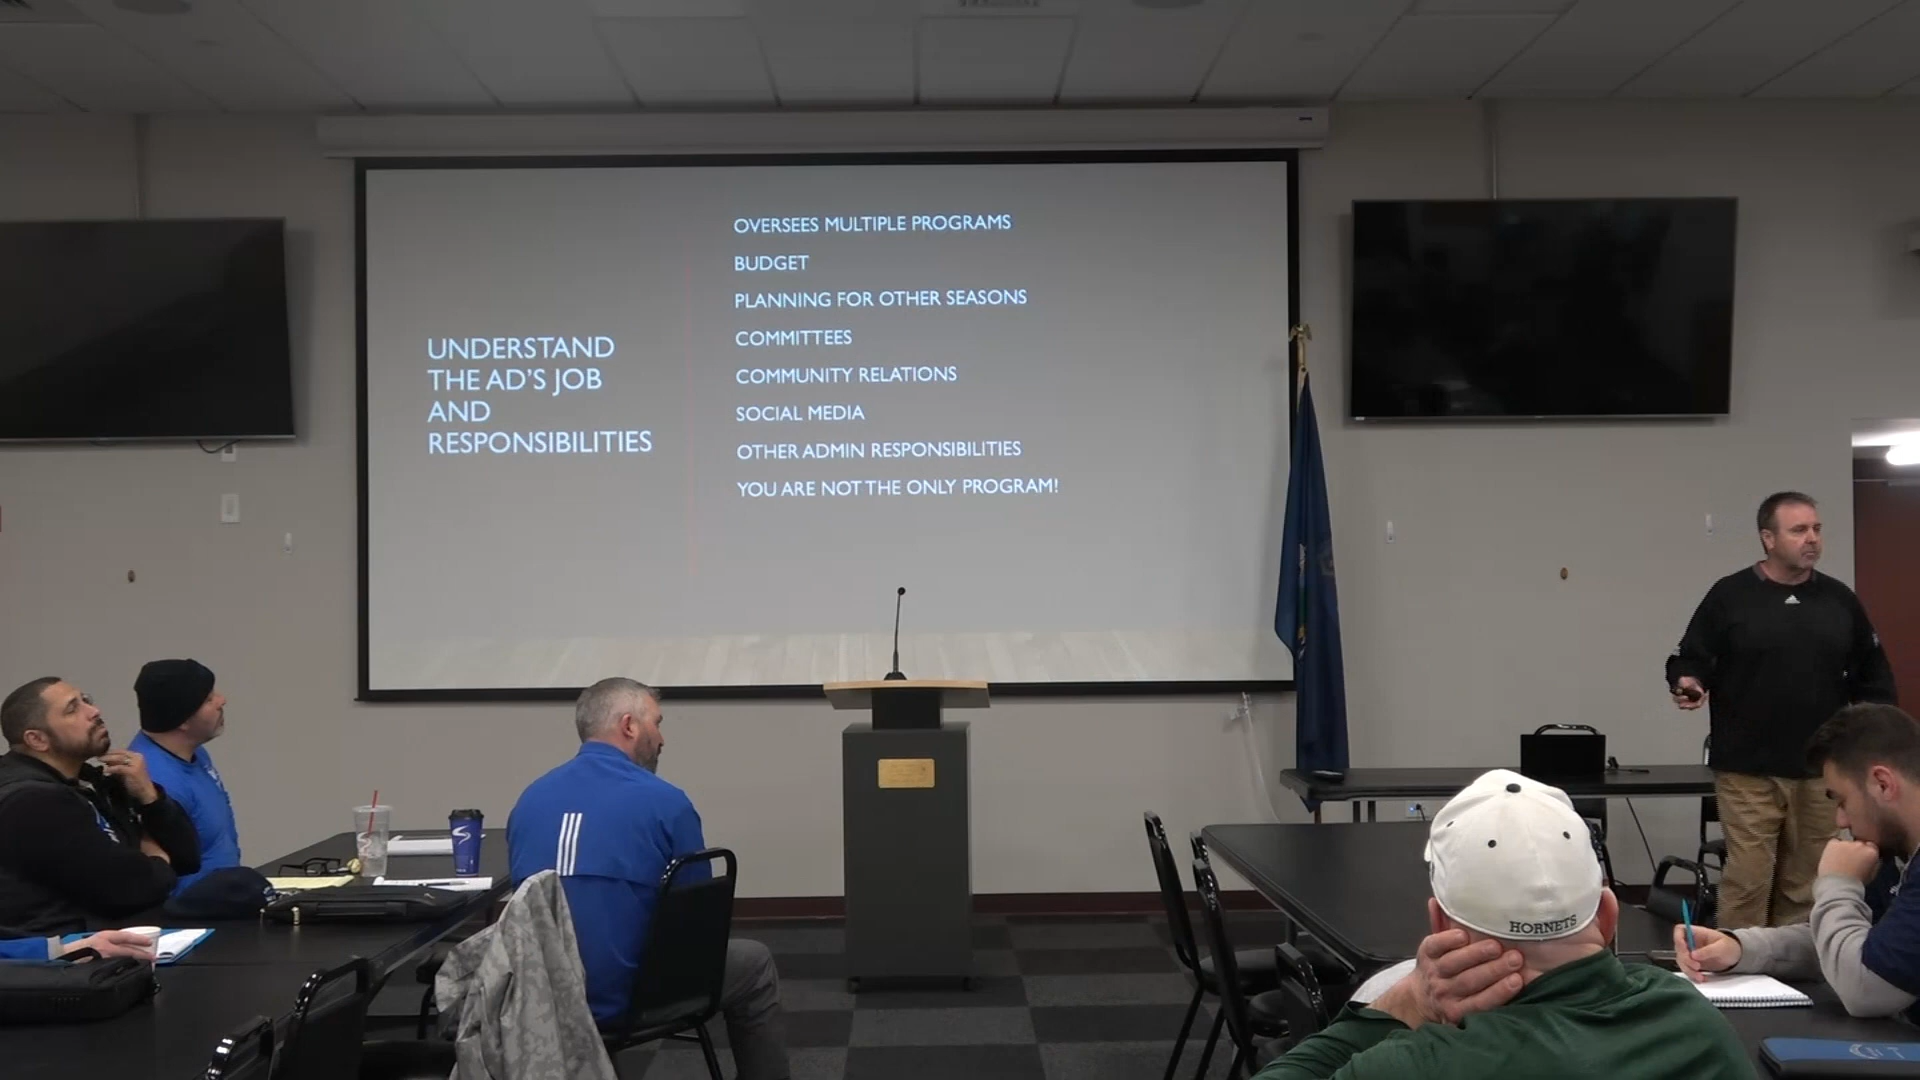 UNDERSTAND
THE AD'S JOB
AND
RESPONSIBILITIES
OVERSEES MULTIPLE PROGRAMS
BUDGET
PLANNING FOR OTHER SEASONS
COMMITTEES
COMMUNITY RELATIONS
SOCIAL MEDIA
OTHER ADMIN RESPONSIBILITIES
YOU ARE NOT THE ONLY PROGRAM!
HORNETS